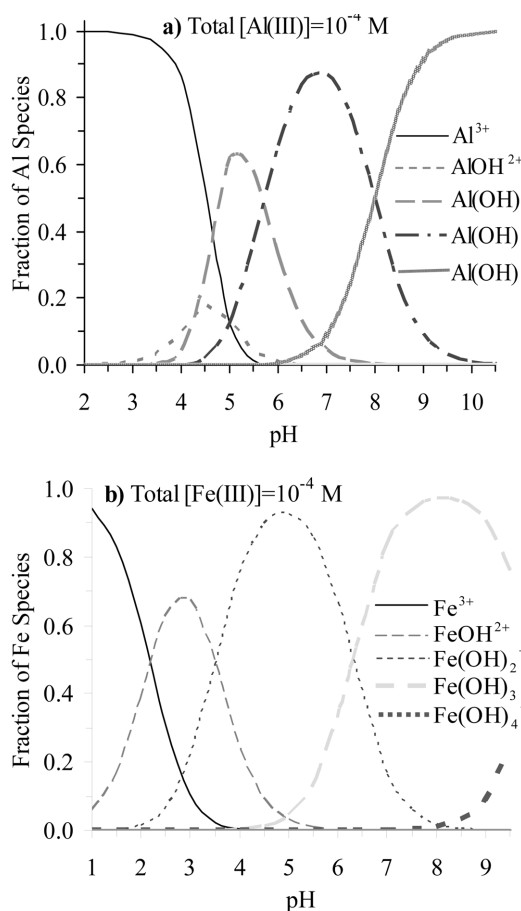 a) Total [Al(III)]=10⁻⁴ M
Fraction of Al Species
1.0
0.8
0.6
0.4
0.2
0.0
Al³⁺
AlOH²⁺
Al(OH)
Al(OH)
Al(OH)
2 3 4 5 6 7 8 9 10
pH
b) Total [Fe(III)]=10⁻⁴ M
Fraction of Fe Species
1.0
0.8
0.6
0.4
0.2
0.0
Fe³⁺
FeOH²⁺
Fe(OH)₂
Fe(OH)₃
Fe(OH)₄
1 2 3 4 5 6 7 8 9
pH